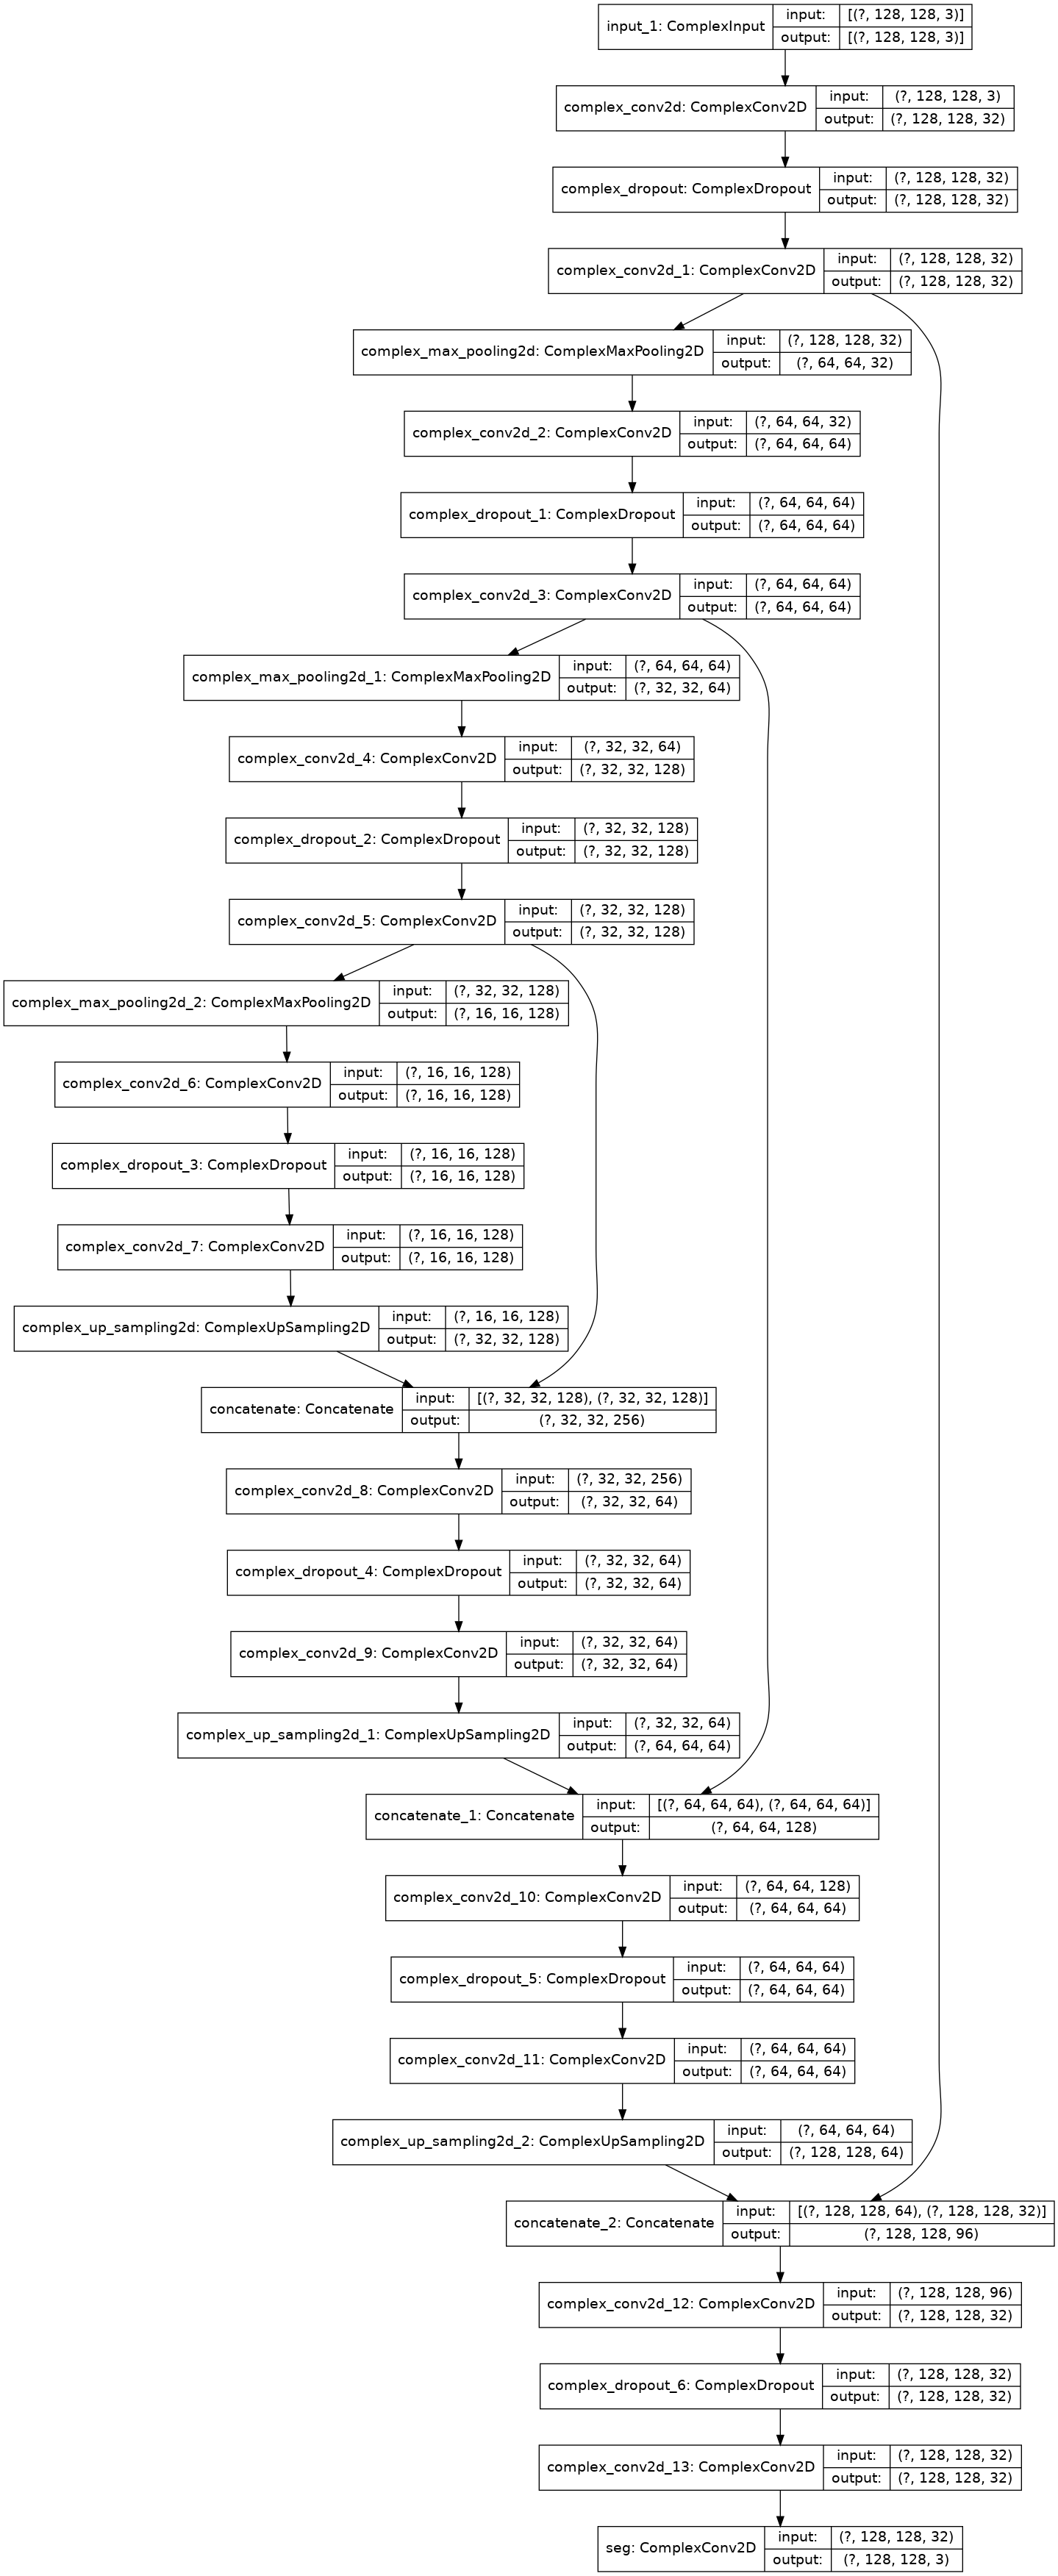 input_1: ComplexInput
input: [(?, 128, 128, 3)]
output: [(?, 128, 128, 3)]
complex_conv2d: ComplexConv2D
input: (?, 128, 128, 3)
output: (?, 128, 128, 32)
complex_dropout: ComplexDropout
input: (?, 128, 128, 32)
output: (?, 128, 128, 32)
complex_conv2d_1: ComplexConv2D
input: (?, 128, 128, 32)
output: (?, 128, 128, 32)
complex_max_pooling2d: ComplexMaxPooling2D
input: (?, 128, 128, 32)
output: (?, 64, 64, 32)
complex_conv2d_2: ComplexConv2D
input: (?, 64, 64, 32)
output: (?, 64, 64, 64)
complex_dropout_1: ComplexDropout
input: (?, 64, 64, 64)
output: (?, 64, 64, 64)
complex_conv2d_3: ComplexConv2D
input: (?, 64, 64, 64)
output: (?, 64, 64, 64)
complex_max_pooling2d_1: ComplexMaxPooling2D
input: (?, 64, 64, 64)
output: (?, 32, 32, 64)
complex_conv2d_4: ComplexConv2D
input: (?, 32, 32, 64)
output: (?, 32, 32, 128)
complex_dropout_2: ComplexDropout
input: (?, 32, 32, 128)
output: (?, 32, 32, 128)
complex_conv2d_5: ComplexConv2D
input: (?, 32, 32, 128)
output: (?, 32, 32, 128)
complex_max_pooling2d_2: ComplexMaxPooling2D
input: (?, 32, 32, 128)
output: (?, 16, 16, 128)
complex_conv2d_6: ComplexConv2D
input: (?, 16, 16, 128)
output: (?, 16, 16, 128)
complex_dropout_3: ComplexDropout
input: (?, 16, 16, 128)
output: (?, 16, 16, 128)
complex_conv2d_7: ComplexConv2D
input: (?, 16, 16, 128)
output: (?, 16, 16, 128)
complex_up_sampling2d: ComplexUpSampling2D
input: (?, 16, 16, 128)
output: (?, 32, 32, 128)
concatenate: Concatenate
input: [(?, 32, 32, 128), (?, 32, 32, 128)]
output: (?, 32, 32, 256)
complex_conv2d_8: ComplexConv2D
input: (?, 32, 32, 256)
output: (?, 32, 32, 64)
complex_dropout_4: ComplexDropout
input: (?, 32, 32, 64)
output: (?, 32, 32, 64)
complex_conv2d_9: ComplexConv2D
input: (?, 32, 32, 64)
output: (?, 32, 32, 64)
complex_up_sampling2d_1: ComplexUpSampling2D
input: (?, 32, 32, 64)
output: (?, 64, 64, 64)
concatenate_1: Concatenate
input: [(?, 64, 64, 64), (?, 64, 64, 64)]
output: (?, 64, 64, 128)
complex_conv2d_10: ComplexConv2D
input: (?, 64, 64, 128)
output: (?, 64, 64, 64)
complex_dropout_5: ComplexDropout
input: (?, 64, 64, 64)
output: (?, 64, 64, 64)
complex_conv2d_11: ComplexConv2D
input: (?, 64, 64, 64)
output: (?, 64, 64, 64)
complex_up_sampling2d_2: ComplexUpSampling2D
input: (?, 64, 64, 64)
output: (?, 128, 128, 64)
concatenate_2: Concatenate
input: [(?, 128, 128, 64), (?, 128, 128, 32)]
output: (?, 128, 128, 96)
complex_conv2d_12: ComplexConv2D
input: (?, 128, 128, 96)
output: (?, 128, 128, 32)
complex_dropout_6: ComplexDropout
input: (?, 128, 128, 32)
output: (?, 128, 128, 32)
complex_conv2d_13: ComplexConv2D
input: (?, 128, 128, 32)
output: (?, 128, 128, 32)
seg: ComplexConv2D
input: (?, 128, 128, 32)
output: (?, 128, 128, 3)